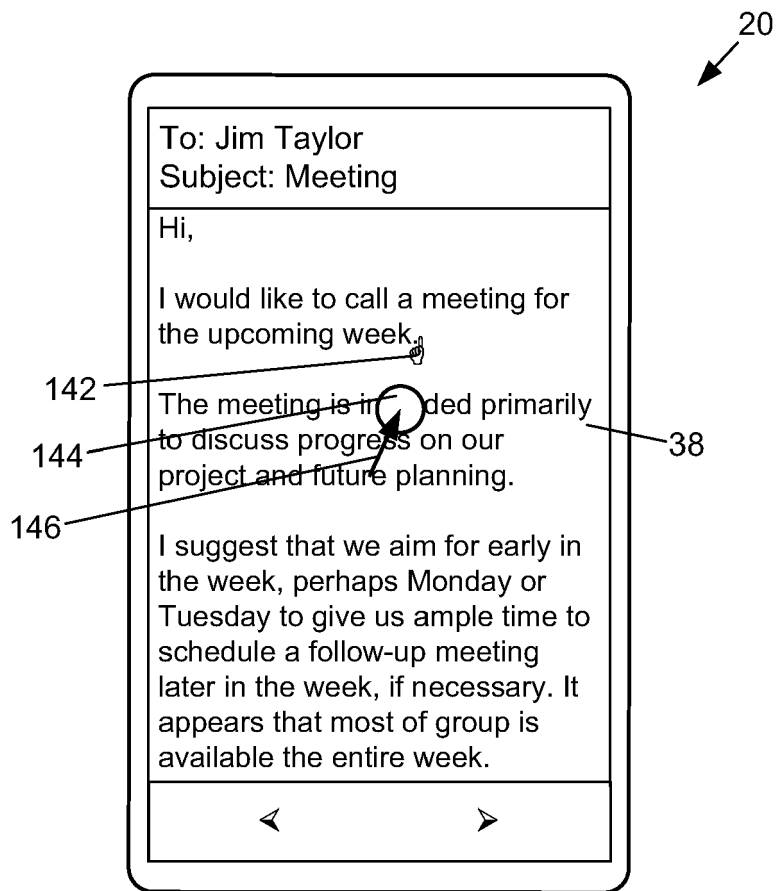 20
To: Jim Taylor
Subject: Meeting
Hi,
I would like to call a meeting for
the upcoming week.
142
The meeting is in ded primarily
144
to discuss progress on our
38
project and future planning.
146
I suggest that we aim for early in
the week, perhaps Monday or
Tuesday to give us ample time to
schedule a follow-up meeting
later in the week, if necessary. It
appears that most of group is
available the entire week.